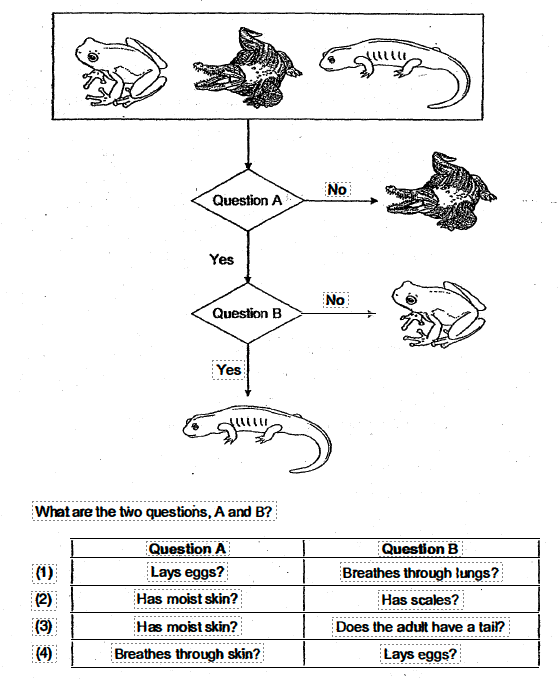 Question A
No
Yes
Question B
No
Yes
What are the two questions, A and B?
Question A Question B
(1) Lays eggs? Breathes through lungs?
(2) Has moist skin? Has scales?
(3) Has moist skin? Does the adult have a tail?
(4) Breathes through skin? Lays eggs?